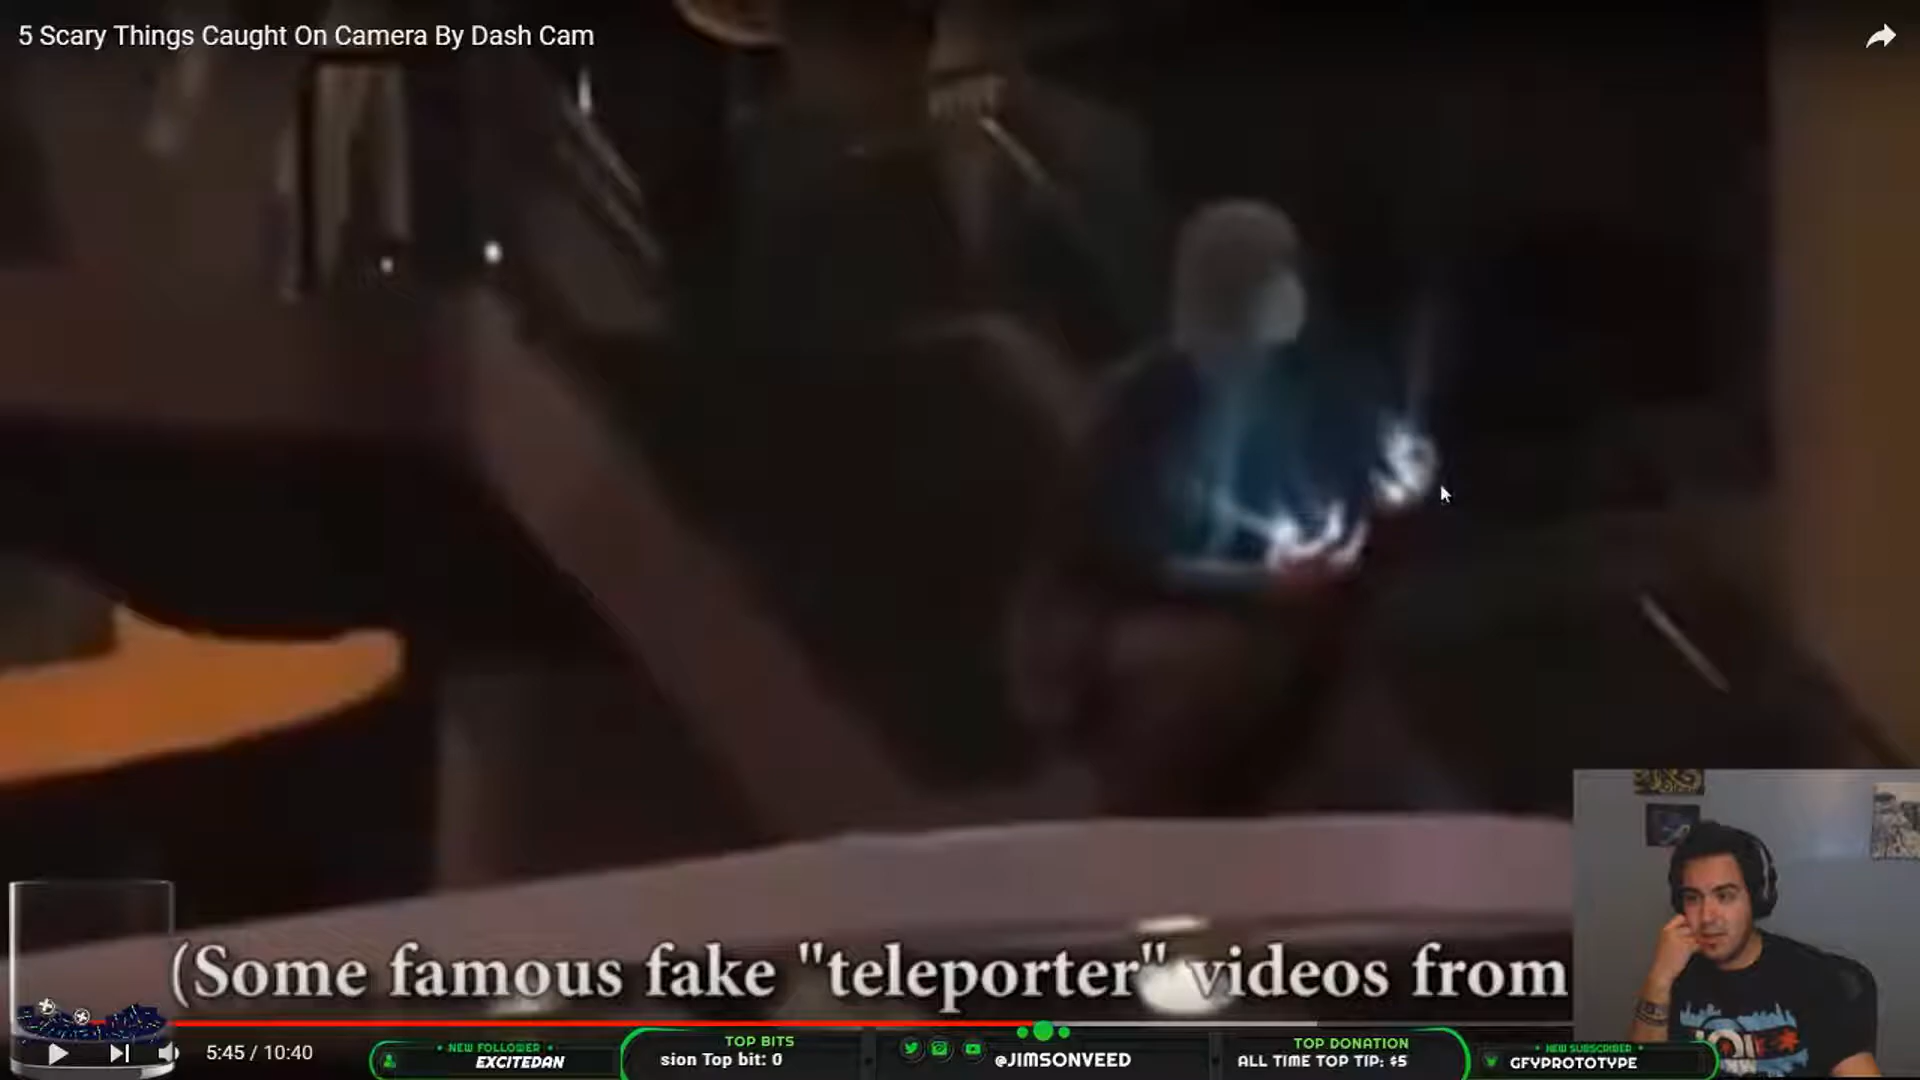 5 Scary Things Caught On Camera By Dash Cam
(Some famous fake "teleporter" videos from
5:45 / 10:40
• NEW FOLLOWER •
EXCITEDAN
TOP BITS
sion Top bit: 0
@JIMSONVEED
TOP DONATION
ALL TIME TOP TIP: $5
• NEW SUBSCRIBER •
GFYPROTOTYPE